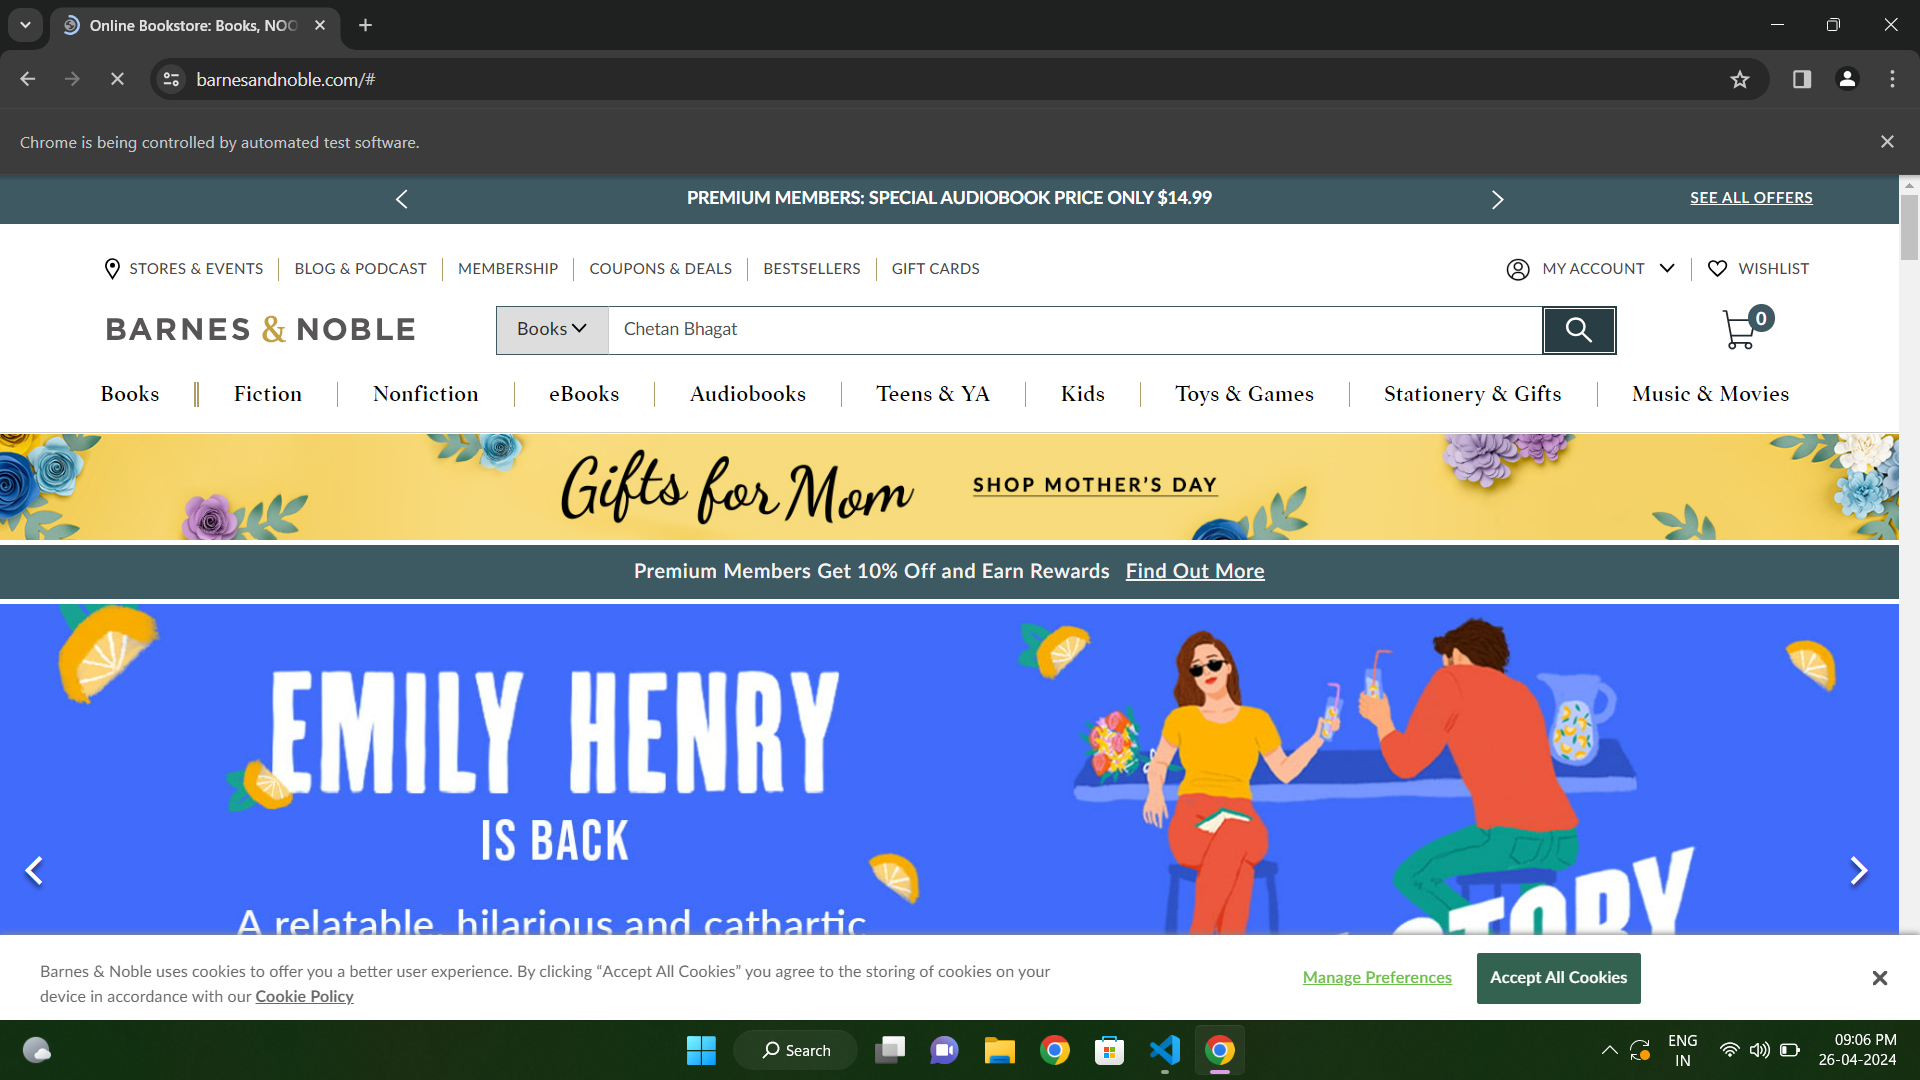 Online Bookstore: Books, NOO
barnesandnoble.com/#
Chrome is being controlled by automated test software.
PREMIUM MEMBERS: SPECIAL AUDIOBOOK PRICE ONLY $14.99
SEE ALL OFFERS
STORES & EVENTS BLOG & PODCAST MEMBERSHIP COUPONS & DEALS BESTSELLERS GIFT CARDS MY ACCOUNT WISHLIST
BARNES & NOBLE Books Chetan Bhagat 0
Books Fiction Nonfiction eBooks Audiobooks Teens & YA Kids Toys & Games Stationery & Gifts Music & Movies
Gifts for Mom SHOP MOTHER'S DAY
Premium Members Get 10% Off and Earn Rewards Find Out More
EMILY HENRY
IS BACK
A relatable, hilarious and cathartic
STORY
Barnes & Noble uses cookies to offer you a better user experience. By clicking “Accept All Cookies” you agree to the storing of cookies on your
device in accordance with our Cookie Policy
Manage Preferences Accept All Cookies
Search
ENG
IN
09:06 PM
26-04-2024